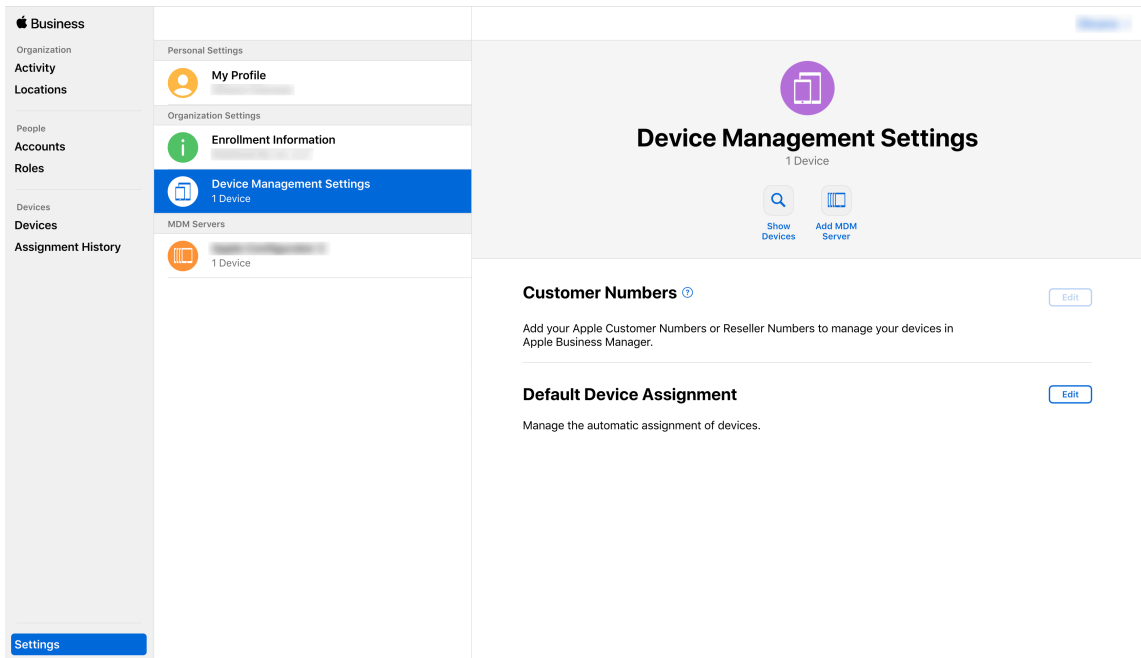 Business
Organization
Activity
Locations
People
Accounts
Roles
Devices
Devices
Assignment History
Settings
Personal Settings
My Profile
Organization Settings
Enrollment Information
Device Management Settings
1 Device
MDM Servers
1 Device
Device Management Settings
1 Device
Show
Devices
Add MDM
Server
Customer Numbers ?
Edit
Add your Apple Customer Numbers or Reseller Numbers to manage your devices in
Apple Business Manager.
Default Device Assignment
Edit
Manage the automatic assignment of devices.